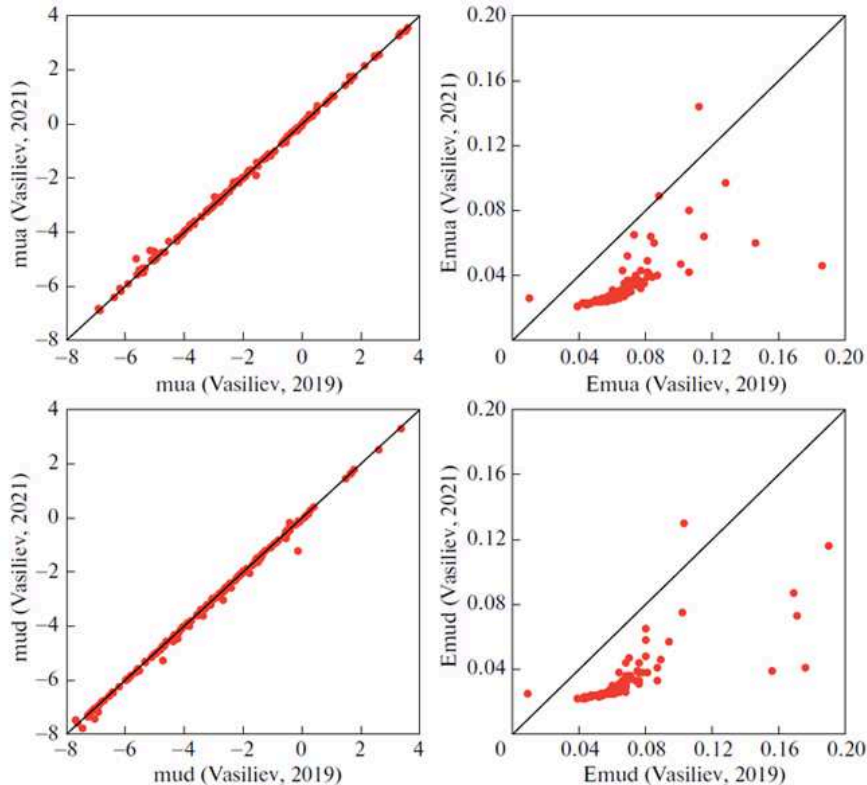 4
2
0
−2
−4
−6
−8
mua (Vasiliev, 2021)
−8 −6 −4 −2 0 2 4
mua (Vasiliev, 2019)
0.20
0.16
0.12
0.08
0.04
Emua (Vasiliev, 2021)
0 0.04 0.08 0.12 0.16 0.20
Emua (Vasiliev, 2019)
4
2
0
−2
−4
−6
−8
mud (Vasiliev, 2021)
−8 −6 −4 −2 0 2 4
mud (Vasiliev, 2019)
0.20
0.16
0.12
0.08
0.04
Emud (Vasiliev, 2021)
0 0.04 0.08 0.12 0.16 0.20
Emud (Vasiliev, 2019)